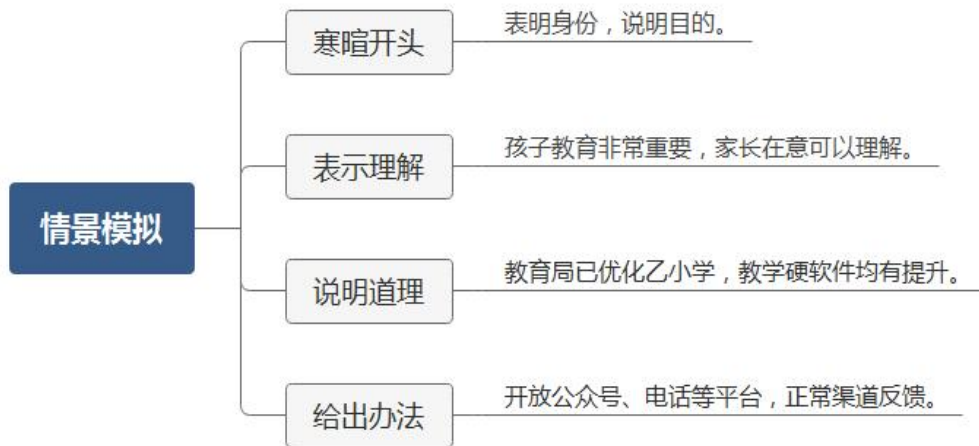 情景模拟
寒暄开头
表明身份，说明目的。
表示理解
孩子教育非常重要，家长在意可以理解。
说明道理
教育局已优化乙小学，教学硬软件均有提升。
给出办法
开放公众号、电话等平台，正常渠道反馈。